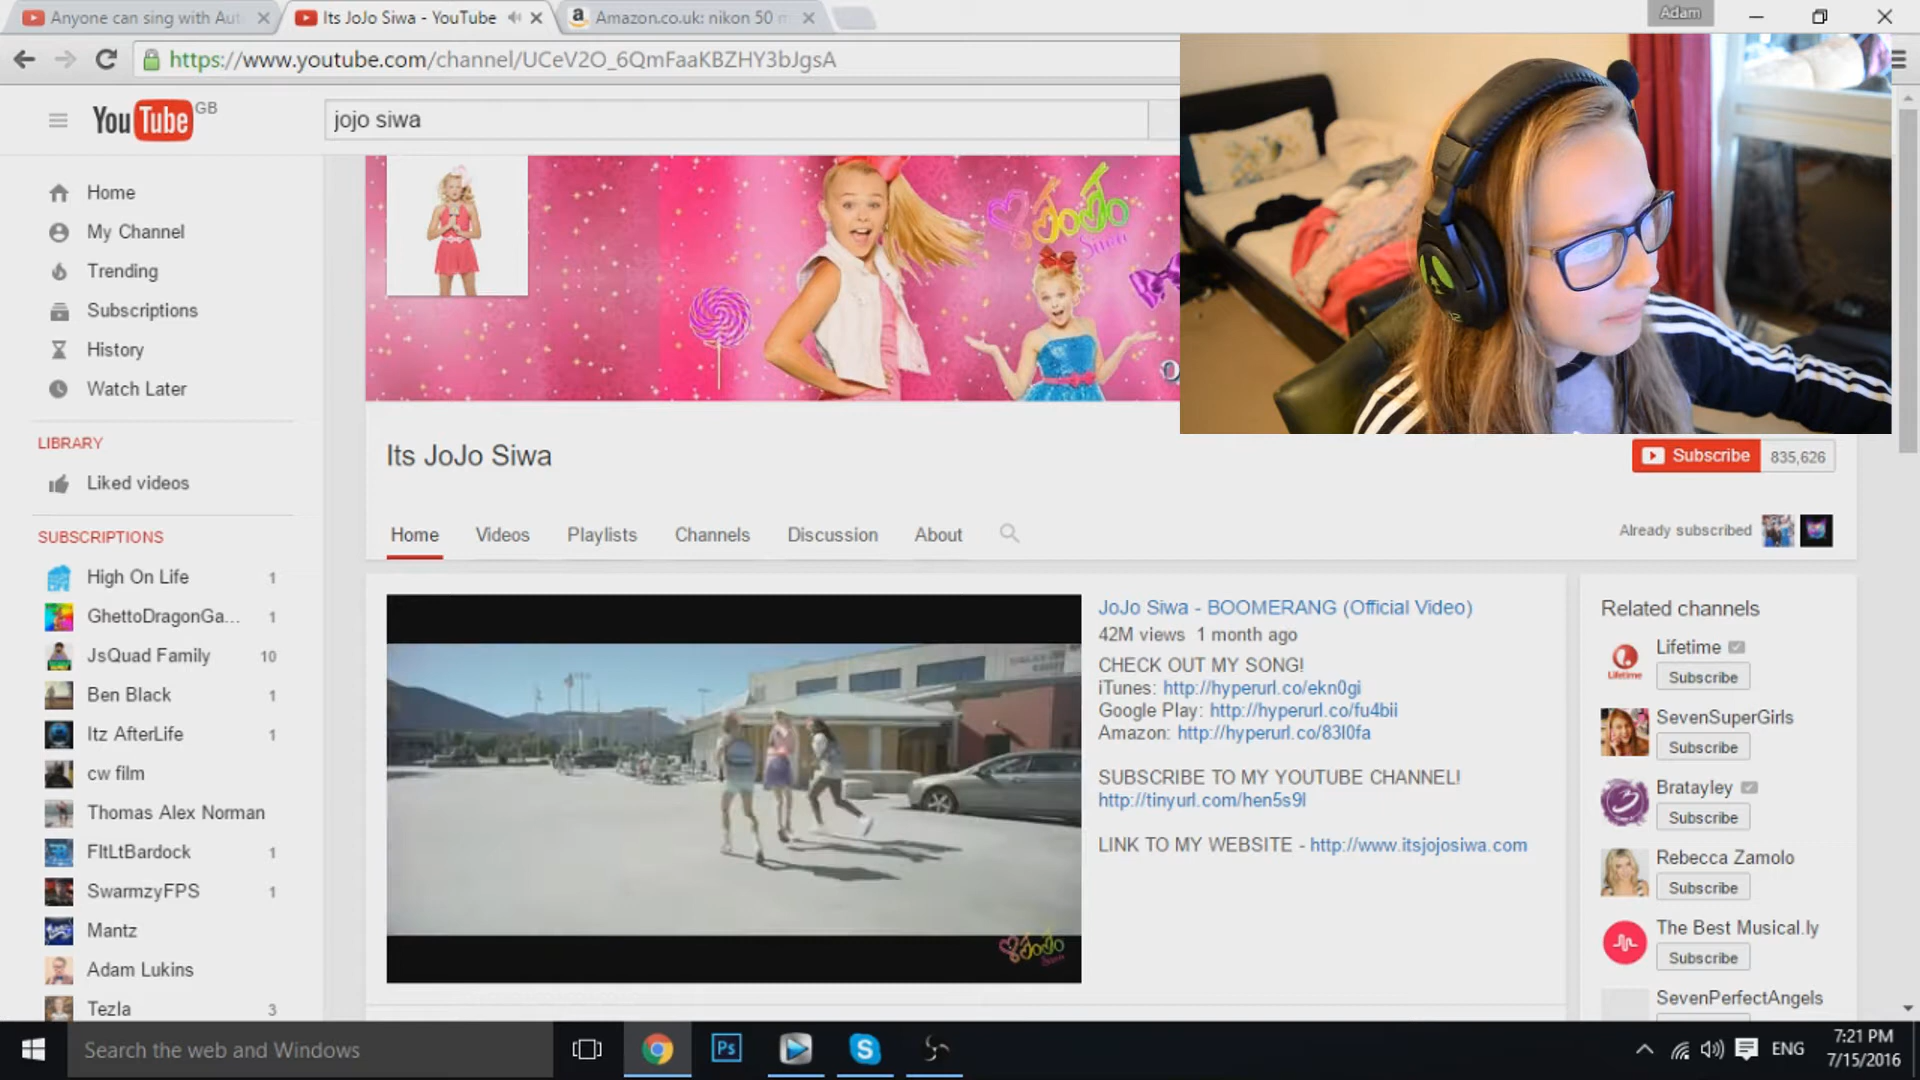 Anyone can sing with Aut
Its JoJo Siwa - YouTube
Amazon.co.uk: nikon 50 m
Adam
https://www.youtube.com/channel/UCeV2O_6QmFaaKBZHY3bJgsA
YouTube GB
jojo siwa
Home
My Channel
Trending
Subscriptions
History
Watch Later
LIBRARY
Liked videos
SUBSCRIPTIONS
High On Life 1
GhettoDragonGa... 1
JsQuad Family 10
Ben Black 1
Itz AfterLife 1
cw film
Thomas Alex Norman
FltLtBardock 1
SwarmzyFPS 1
Mantz
Adam Lukins
Tezla 3
JoJo
Siwa
Its JoJo Siwa
Subscribe 835,626
Home Videos Playlists Channels Discussion About
Already subscribed
JoJo Siwa - BOOMERANG (Official Video)
42M views 1 month ago
CHECK OUT MY SONG!
iTunes: http://hyperurl.co/ekn0gi
Google Play: http://hyperurl.co/fu4bii
Amazon: http://hyperurl.co/83l0fa
SUBSCRIBE TO MY YOUTUBE CHANNEL!
http://tinyurl.com/hen5s9l
LINK TO MY WEBSITE - http://www.itsjojosiwa.com
JoJo
Siwa
Related channels
Lifetime
Lifetime
Subscribe
SevenSuperGirls
Subscribe
Bratayley
Subscribe
Rebecca Zamolo
Subscribe
The Best Musical.ly
Subscribe
SevenPerfectAngels
Search the web and Windows
Ps
ENG
7:21 PM
7/15/2016